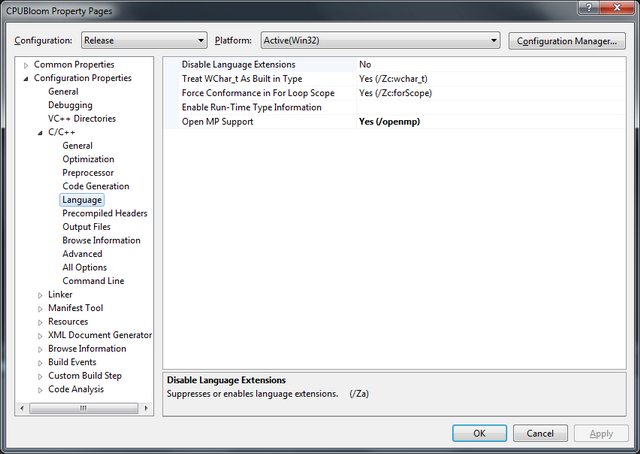 CPUBloom Property Pages
Configuration: Release Platform: Active(Win32) Configuration Manager...
Common Properties
Configuration Properties
General
Debugging
VC++ Directories
C/C++
General
Optimization
Preprocessor
Code Generation
Language
Precompiled Headers
Output Files
Browse Information
Advanced
All Options
Command Line
Linker
Manifest Tool
Resources
XML Document Generator
Browse Information
Build Events
Custom Build Step
Code Analysis
Disable Language Extensions No
Treat WChar_t As Built in Type Yes (/Zc:wchar_t)
Force Conformance in For Loop Scope Yes (/Zc:forScope)
Enable Run-Time Type Information
Open MP Support Yes (/openmp)
Disable Language Extensions
Suppresses or enables language extensions. (/Za)
OK Cancel Apply